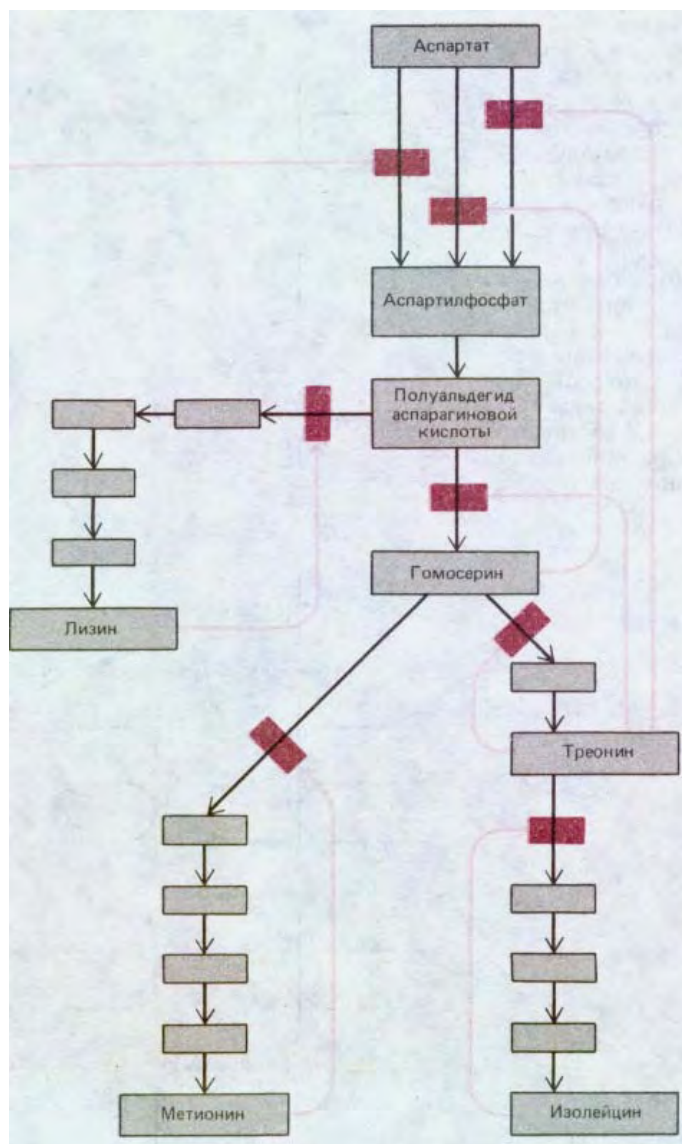 Аспартат
Аспартилфосфат
Полуальдегид
аспарагиновой
кислоты
Гомосерин
Лизин
Треонин
Метионин
Изолейцин